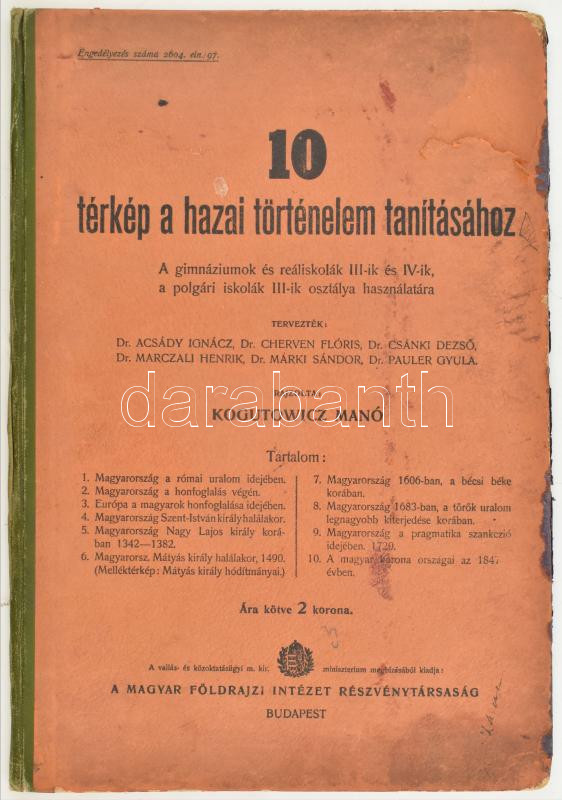 Engedélyezés száma 2604. eln./97.
10
térkép a hazai történelem tanításához
A gimnáziumok és reáliskolák III-ik és IV-ik,
a polgári iskolák III-ik osztálya használatára
TERVEZTÉK:
Dr. ACSÁDY IGNÁCZ, Dr. CHERVEN FLÓRIS, Dr. CSÁNKI DEZSŐ,
Dr. MARCZALI HENRIK, Dr. MÁRKI SÁNDOR, Dr. PAULER GYULA.
RAJZOLTA:
darabanth
KOGUTOWICZ MANÓ
Tartalom:
1. Magyarország a római uralom idejében.
2. Magyarország a honfoglalás végén.
3. Európa a magyarok honfoglalása idejében.
4. Magyarország Szent-István király halálakor.
5. Magyarország Nagy Lajos király korá-
ban 1342—1382.
6. Magyarorsz. Mátyás király halálakor, 1490.
(Melléktérkép: Mátyás király hódítmányai.)
7. Magyarország 1606-ban, a bécsi béke
korában.
8. Magyarország 1683-ban, a török uralom
legnagyobb kiterjedése korában.
9. Magyarország a pragmatika szankczió
idejében. 1720.
10. A magyar korona országai az 1847
évben.
Ára kötve 2 korona.
A vallás- és közoktatásügyi m. kir. miniszterium megbízásából kiadja:
A MAGYAR FÖLDRAJZI INTÉZET RÉSZVÉNYTÁRSASÁG
BUDAPEST